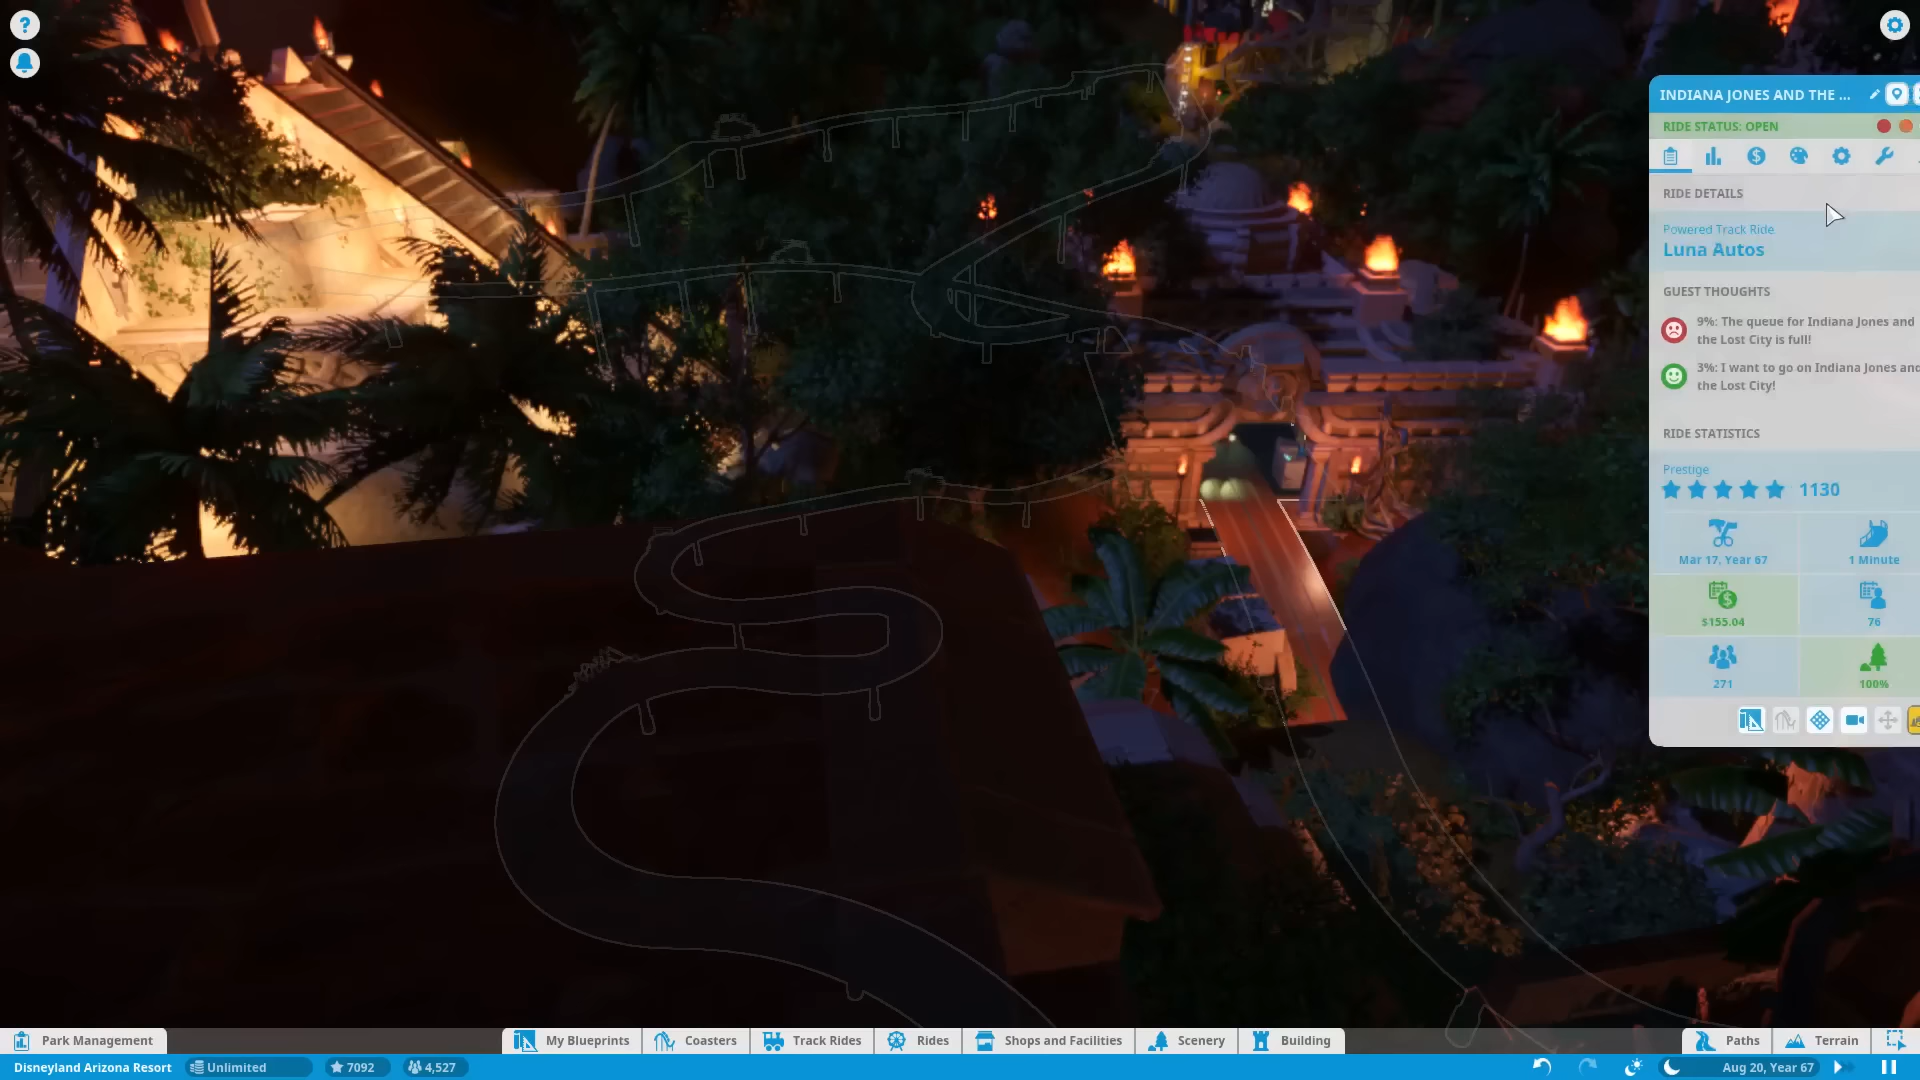 ?
INDIANA JONES AND THE ...
RIDE STATUS: OPEN
RIDE DETAILS
Powered Track Ride
Luna Autos
GUEST THOUGHTS
9%: The queue for Indiana Jones and
the Lost City is full!
3%: I want to go on Indiana Jones and
the Lost City!
RIDE STATISTICS
Prestige
1130
Mar 17, Year 67
1 Minute
$155.04
76
271
100%
Park Management
My Blueprints
Coasters
Track Rides
Rides
Shops and Facilities
Scenery
Building
Paths
Terrain
Disneyland Arizona Resort
Unlimited
7092
4,527
Aug 20, Year 67